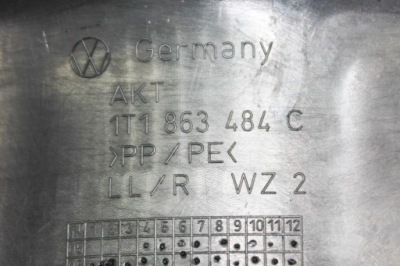 Germany
AKT
1T1 863 484 C
>PP/PE<
LL/R WZ 2
1 2 3 4 5 6 7 8 9 10 11 12